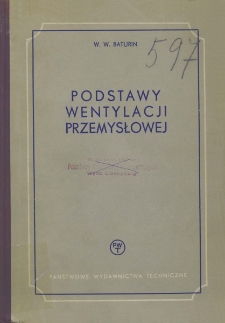 W. W. BATURIN
597
PODSTAWY
WENTYLACJI
PRZEMYSŁOWEJ
PWT
PAŃSTWOWE WYDAWNICTWA TECHNICZNE